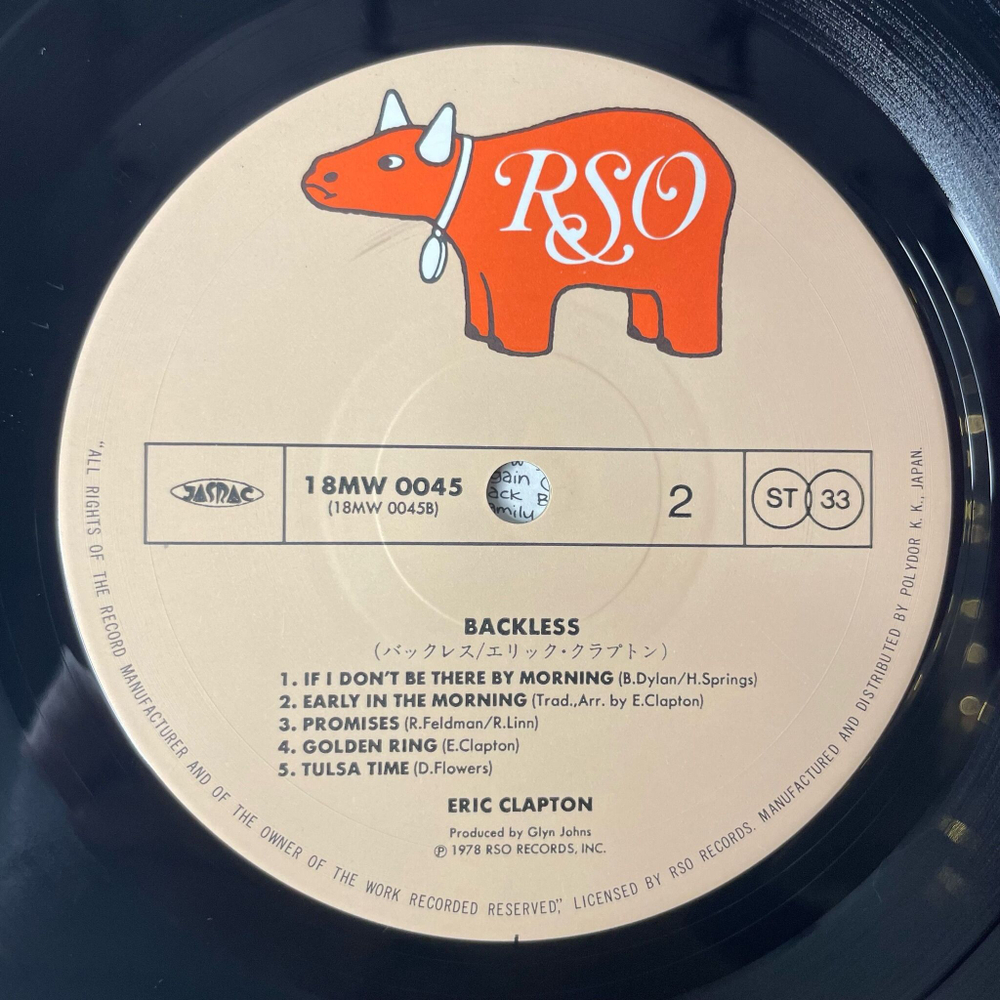 RSO
JASRAC
18MW 0045
(18MW 0045B)
2
ST 33
BACKLESS
(バックレス/エリック・クラプトン)
1. IF I DON'T BE THERE BY MORNING (B.Dylan/H.Springs)
2. EARLY IN THE MORNING (Trad.,Arr. by E.Clapton)
3. PROMISES (R.Feldman/R.Linn)
4. GOLDEN RING (E.Clapton)
5. TULSA TIME (D.Flowers)
ERIC CLAPTON
Produced by Glyn Johns
℗ 1978 RSO RECORDS, INC.
"ALL RIGHTS OF THE RECORD MANUFACTURER AND OF THE OWNER OF THE WORK RECORDED RESERVED," LICENSED BY RSO RECORDS. MANUFACTURED AND DISTRIBUTED BY POLYDOR K. K., JAPAN.